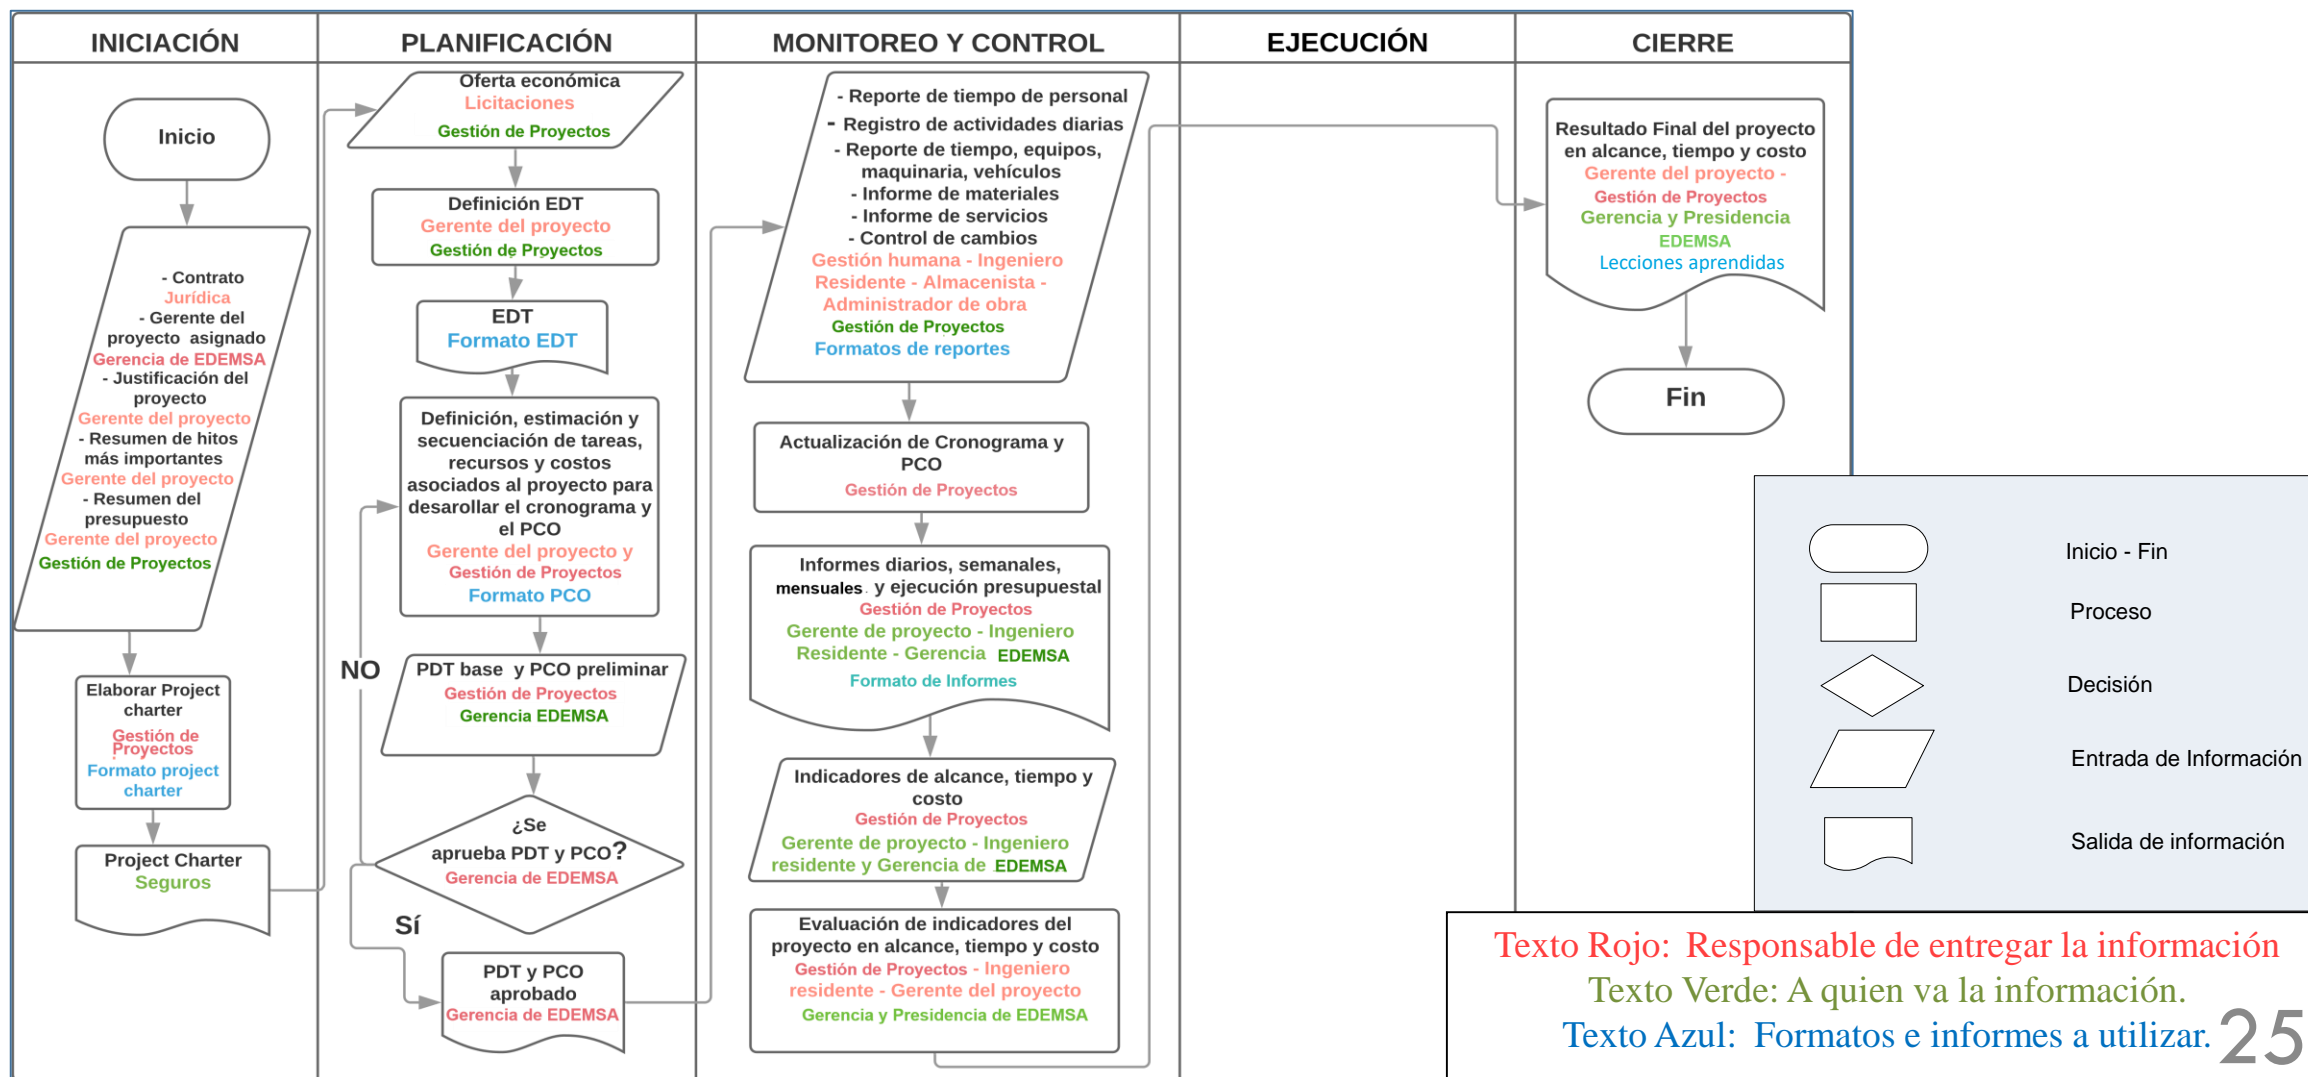 INICIACIÓN
PLANIFICACIÓN
MONITOREO Y CONTROL
EJECUCIÓN
CIERRE
Inicio
- Contrato
Jurídica
- Gerente del
proyecto asignado
Gerencia de EDEMSA
- Justificación del
proyecto
Gerente del proyecto
- Resumen de hitos
más importantes
Gerente del proyecto
- Resumen del
presupuesto
Gerente del proyecto
Gestión de Proyectos
Elaborar Project
charter
Gestión de
Proyectos
Formato project
charter
Project Charter
Seguros
Oferta económica
Licitaciones
Gestión de Proyectos
Definición EDT
Gerente del proyecto
Gestión de Proyectos
EDT
Formato EDT
Definición, estimación y
secuenciación de tareas,
recursos y costos
asociados al proyecto para
desarollar el cronograma y
el PCO
Gerente del proyecto y
Gestión de Proyectos
Formato PCO
NO
PDT base y PCO preliminar
Gestión de Proyectos
Gerencia EDEMSA
¿Se
aprueba PDT y PCO?
Gerencia de EDEMSA
Sí
PDT y PCO
aprobado
Gerencia de EDEMSA
- Reporte de tiempo de personal
- Registro de actividades diarias
- Reporte de tiempo, equipos,
maquinaria, vehículos
- Informe de materiales
- Informe de servicios
- Control de cambios
Gestión humana - Ingeniero
Residente - Almacenista -
Administrador de obra
Gestión de Proyectos
Formatos de reportes
Actualización de Cronograma y
PCO
Gestión de Proyectos
Informes diarios, semanales,
mensuales. y ejecución presupuestal
Gestión de Proyectos
Gerente de proyecto - Ingeniero
Residente - Gerencia EDEMSA
Formato de Informes
Indicadores de alcance, tiempo y
costo
Gestión de Proyectos
Gerente de proyecto - Ingeniero
residente y Gerencia de EDEMSA
Evaluación de indicadores del
proyecto en alcance, tiempo y costo
Gestión de Proyectos - Ingeniero
residente - Gerente del proyecto
Gerencia y Presidencia de EDEMSA
Resultado Final del proyecto
en alcance, tiempo y costo
Gerente del proyecto -
Gestión de Proyectos
Gerencia y Presidencia
EDEMSA
Lecciones aprendidas
Fin
Inicio - Fin
Proceso
Decisión
Entrada de Información
Salida de información
Texto Rojo: Responsable de entregar la información
Texto Verde: A quien va la información.
Texto Azul: Formatos e informes a utilizar.
25